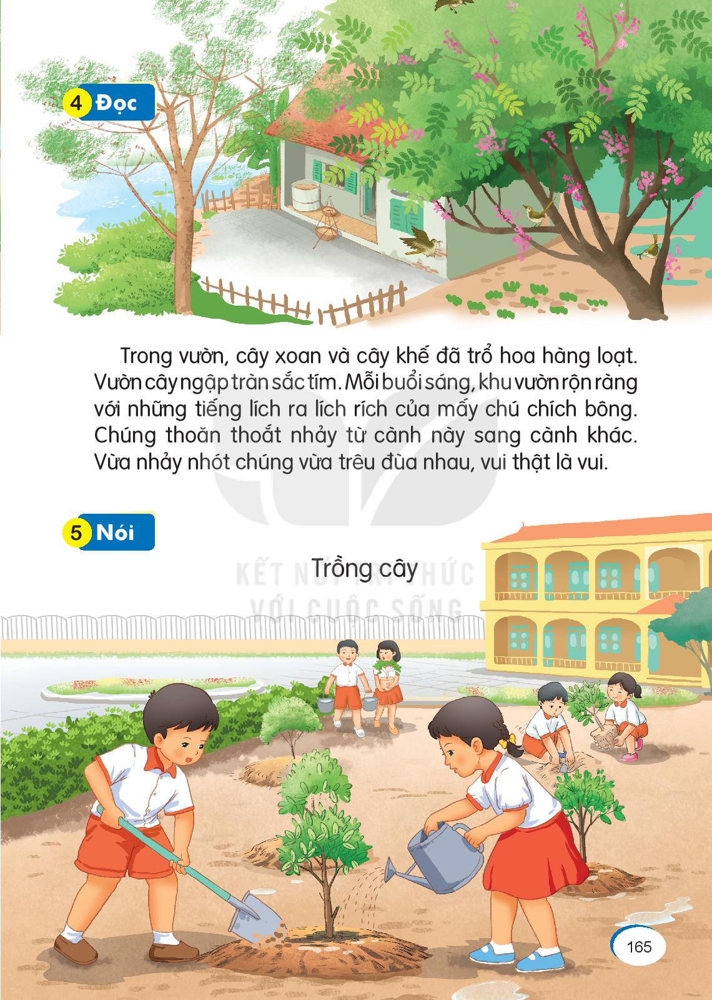 4 Đọc
Trong vườn, cây xoan và cây khế đã trổ hoa hàng loạt.
Vườn cây ngập tràn sắc tím. Mỗi buổi sáng, khu vườn rộn ràng
với những tiếng lích ra lích rích của mấy chú chích bông.
Chúng thoăn thoắt nhảy từ cành này sang cành khác.
Vừa nhảy nhót chúng vừa trêu đùa nhau, vui thật là vui.
5 Nói
Trồng cây
KẾT NỐI TRI THỨC
VỚI CUỘC SỐNG
165